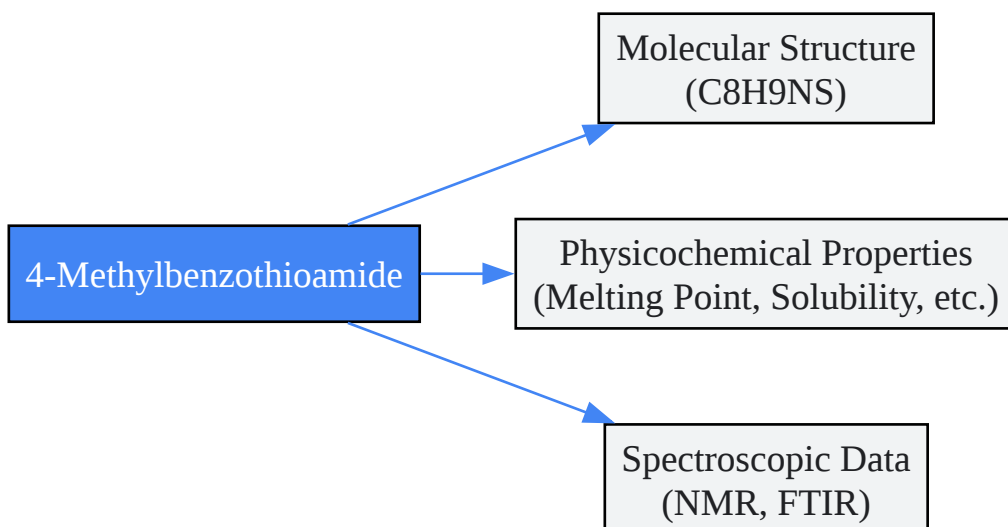 Molecular Structure
(C8H9NS)
4-Methylbenzothioamide
Physicochemical Properties
(Melting Point, Solubility, etc.)
Spectroscopic Data
(NMR, FTIR)